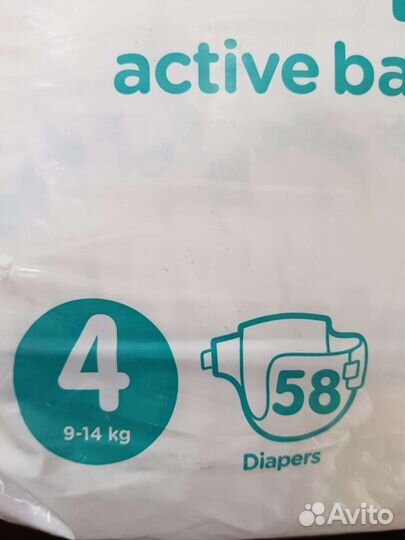 active ba
4
9-14 kg
58
Diapers
Avito